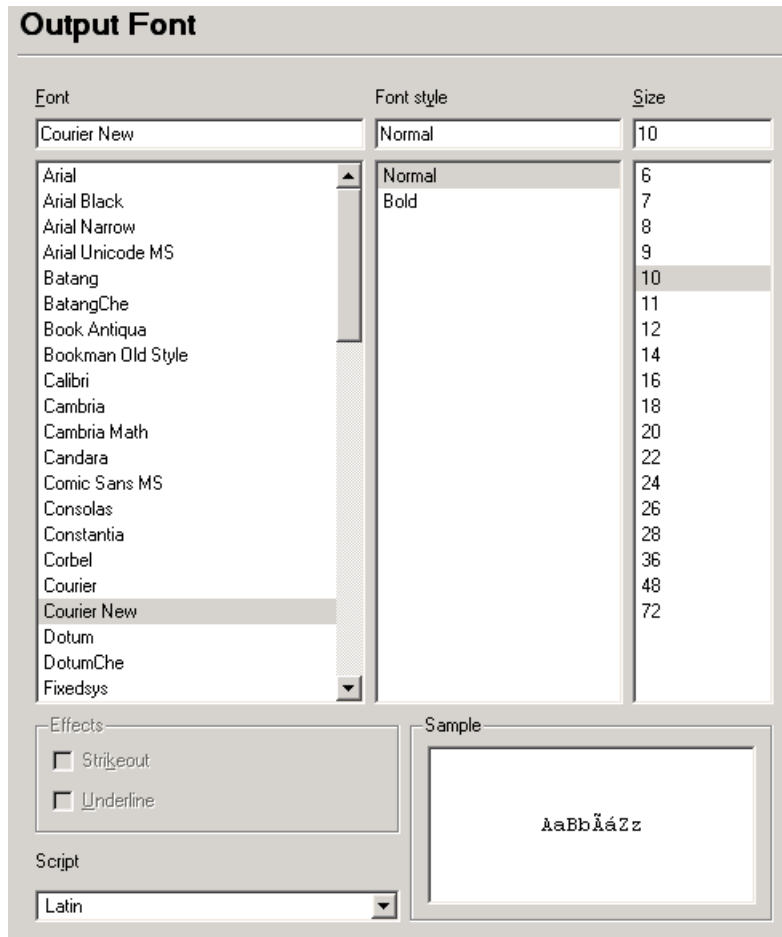 Output Font
Font
Font style
Size
Courier New
Normal
10
Arial
Arial Black
Arial Narrow
Arial Unicode MS
Batang
BatangChe
Book Antiqua
Bookman Old Style
Calibri
Cambria
Cambria Math
Candara
Comic Sans MS
Consolas
Constantia
Corbel
Courier
Courier New
Dotum
DotumChe
Fixedsys
Normal
Bold
6
7
8
9
10
11
12
14
16
18
20
22
24
26
28
36
48
72
Effects
Strikeout
Underline
Script
Latin
Sample
AaBbÃáZz